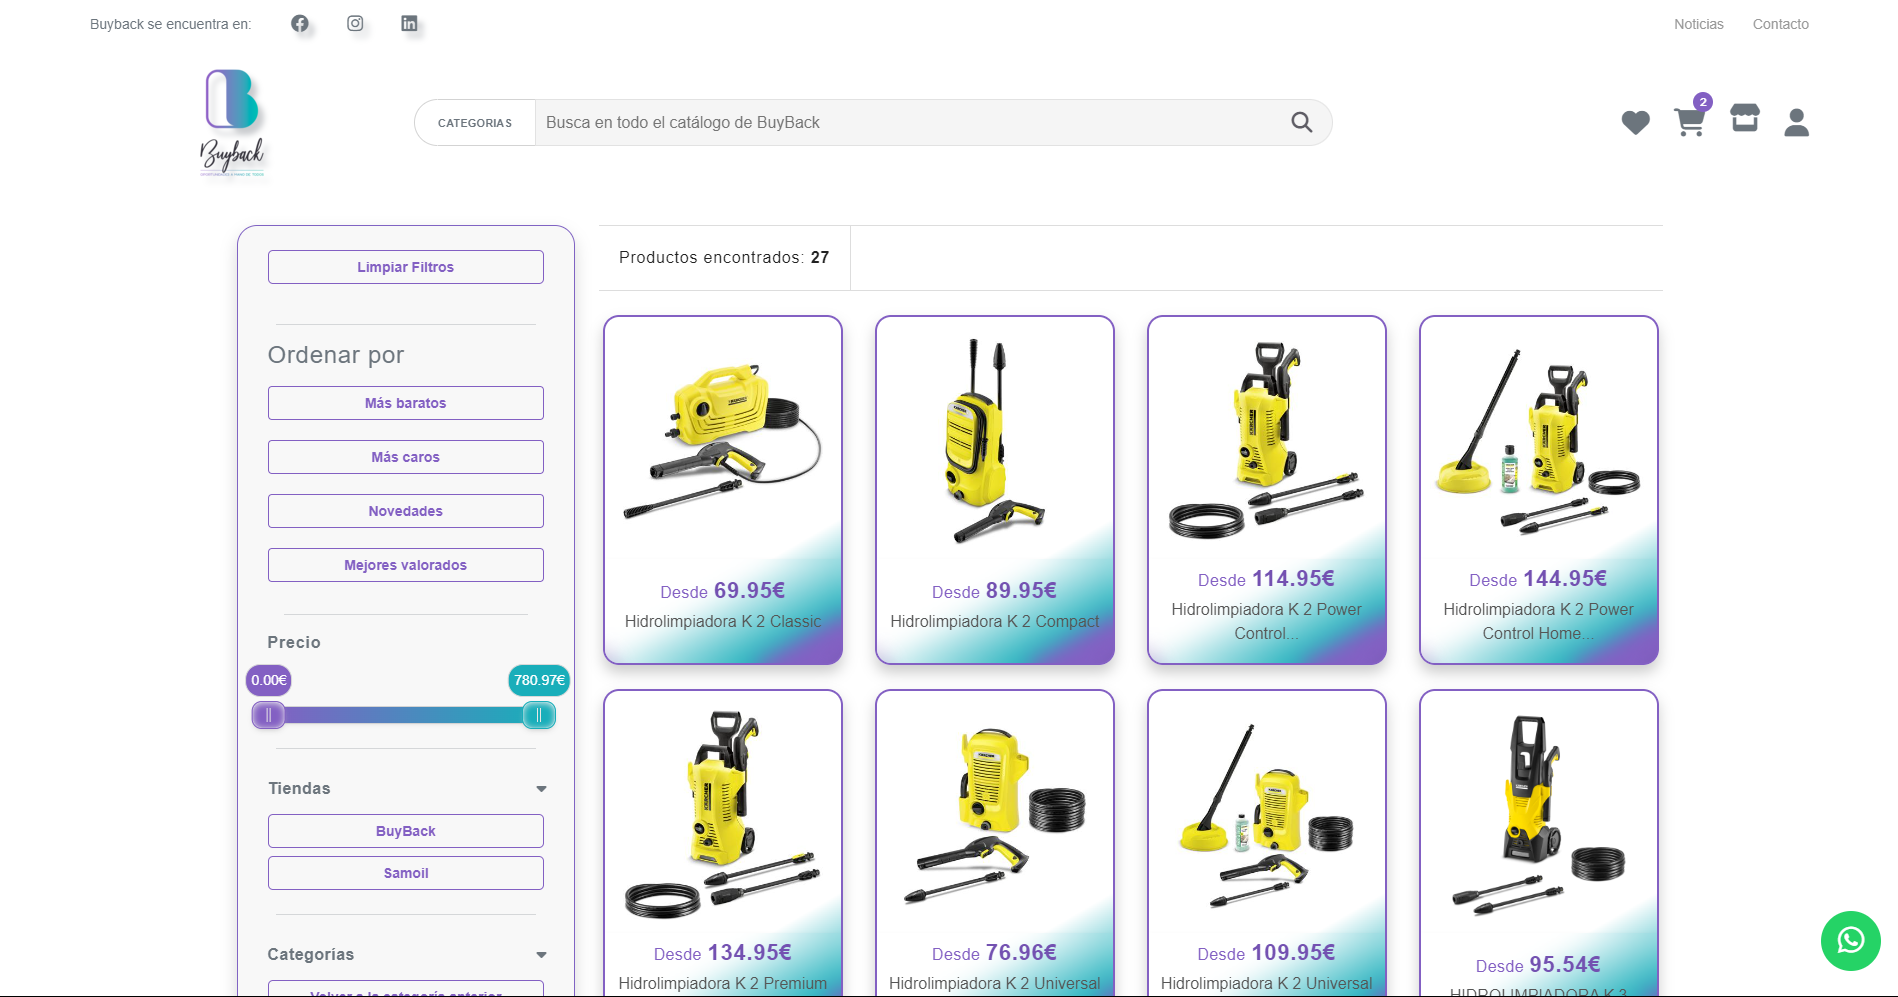 Buyback se encuentra en:
Noticias
Contacto
Buyback
CATEGORIAS
Busca en todo el catálogo de BuyBack
2
Limpiar Filtros
Ordenar por
Más baratos
Más caros
Novedades
Mejores valorados
Precio
0.00€
780.97€
Tiendas
BuyBack
Samoil
Categorías
Volver a la categoría anterior
Productos encontrados: 27
Desde 69.95€
Hidrolimpiadora K 2 Classic
Desde 89.95€
Hidrolimpiadora K 2 Compact
Desde 114.95€
Hidrolimpiadora K 2 Power
Control...
Desde 144.95€
Hidrolimpiadora K 2 Power
Control Home...
Desde 134.95€
Hidrolimpiadora K 2 Premium
Desde 76.96€
Hidrolimpiadora K 2 Universal
Desde 109.95€
Hidrolimpiadora K 2 Universal
Desde 95.54€
HIDROLIMPIADORA K 3